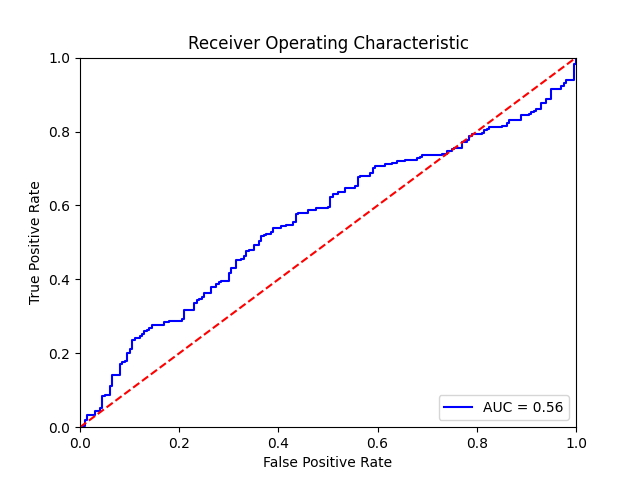 Receiver Operating Characteristic
True Positive Rate
1.0
0.8
0.6
0.4
0.2
0.0
AUC = 0.56
0.0 0.2 0.4 0.6 0.8 1.0
False Positive Rate